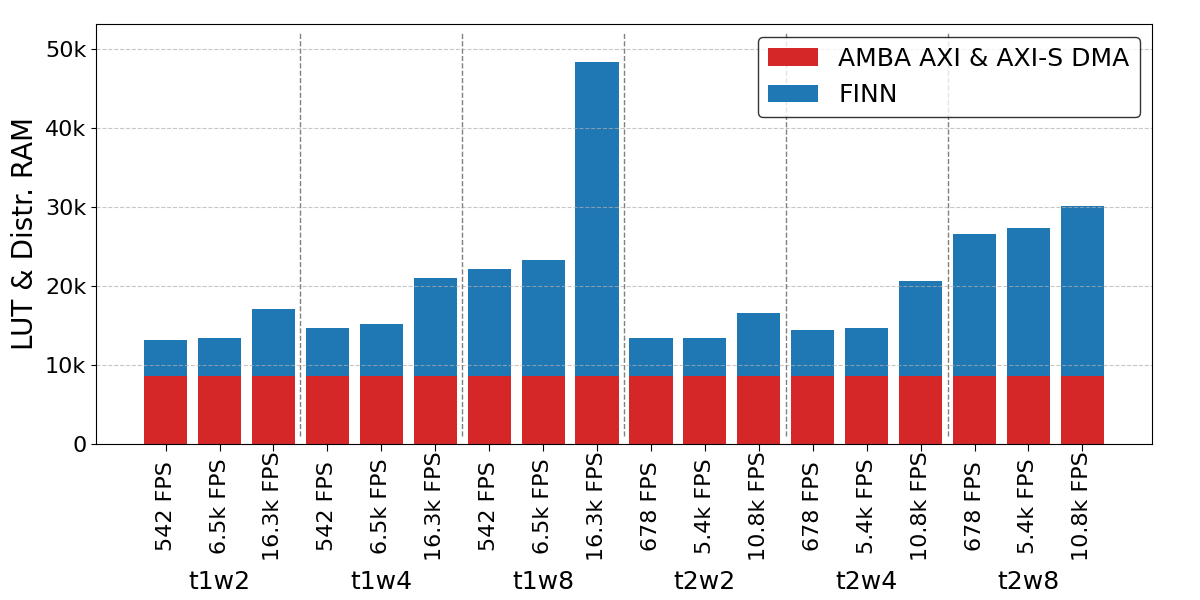 AMBA AXI & AXI-S DMA
FINN
LUT & Distr. RAM
50k
40k
30k
20k
10k
0
542 FPS
6.5k FPS
16.3k FPS
542 FPS
6.5k FPS
16.3k FPS
542 FPS
6.5k FPS
16.3k FPS
678 FPS
5.4k FPS
10.8k FPS
678 FPS
5.4k FPS
10.8k FPS
678 FPS
5.4k FPS
10.8k FPS
t1w2
t1w4
t1w8
t2w2
t2w4
t2w8